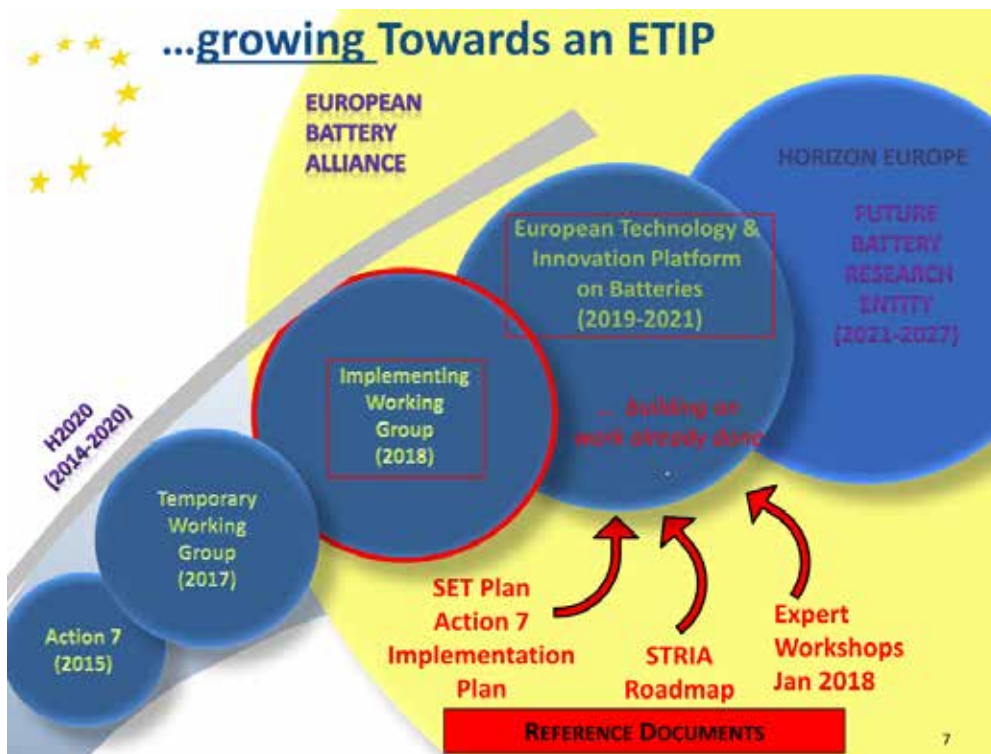 ...growing Towards an ETIP
EUROPEAN
BATTERY
ALLIANCE
HORIZON EUROPE
FUTURE
BATTERY
RESEARCH
ENTITY
(2021-2027)
European Technology &
Innovation Platform
on Batteries
(2019-2021)
... building on
work already done
Implementing
Working
Group
(2018)
H2020
(2014-2020)
Temporary
Working
Group
(2017)
Action 7
(2015)
SET Plan
Action 7
Implementation
Plan
STRIA
Roadmap
Expert
Workshops
Jan 2018
REFERENCE DOCUMENTS
7